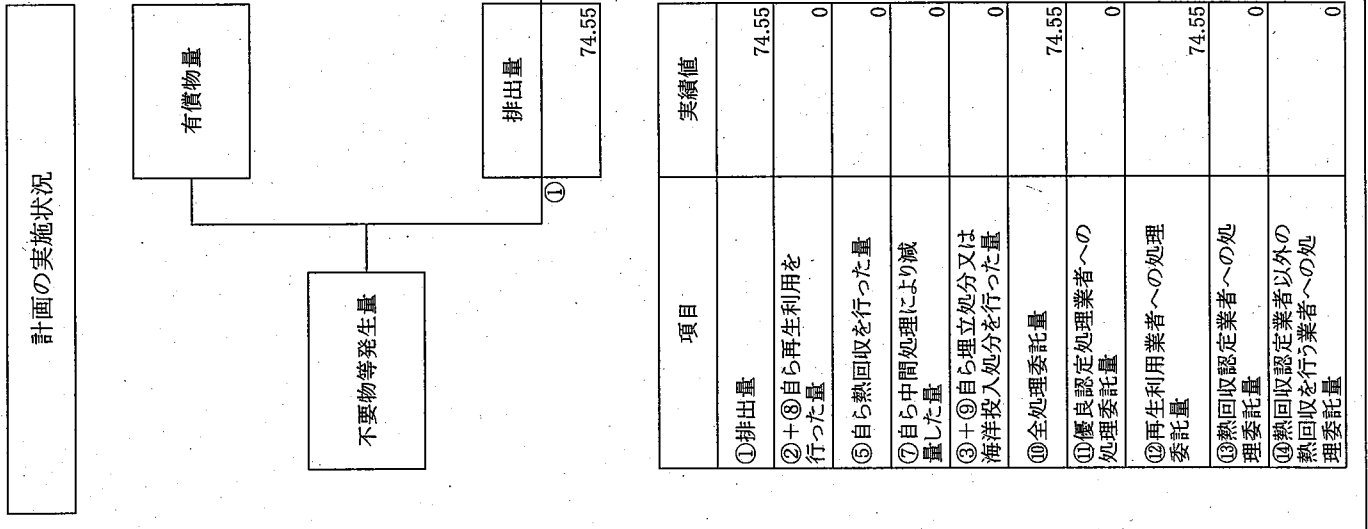 計画の実施状況
有償物量
不要物等発生量
排出量
①
74.55
項目
実績値
①排出量
74.55
②+⑧自ら再生利用を
行った量
0
⑤自ら熱回収を行った量
0
⑦自ら中間処理により減
量した量
0
③+⑨自ら埋立処分又は
海洋投入処分を行った量
0
⑩全処理委託量
74.55
⑪優良認定処理業者への
処理委託量
0
⑫再生利用業者への処理
委託量
74.55
⑬熱回収認定業者への処
理委託量
0
⑭熱回収認定業者以外の
熱回収を行う業者への処
理委託量
0